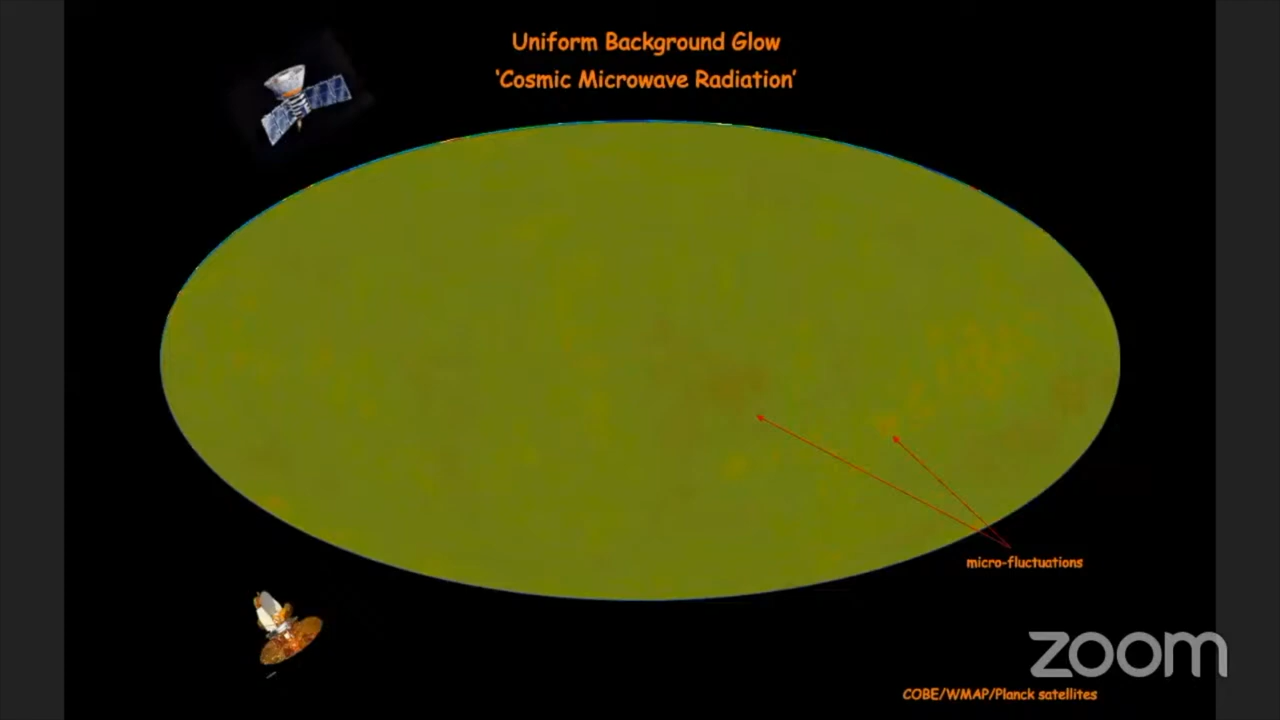 Uniform Background Glow
‘Cosmic Microwave Radiation’
micro-fluctuations
zoom
COBE/WMAP/Planck satellites